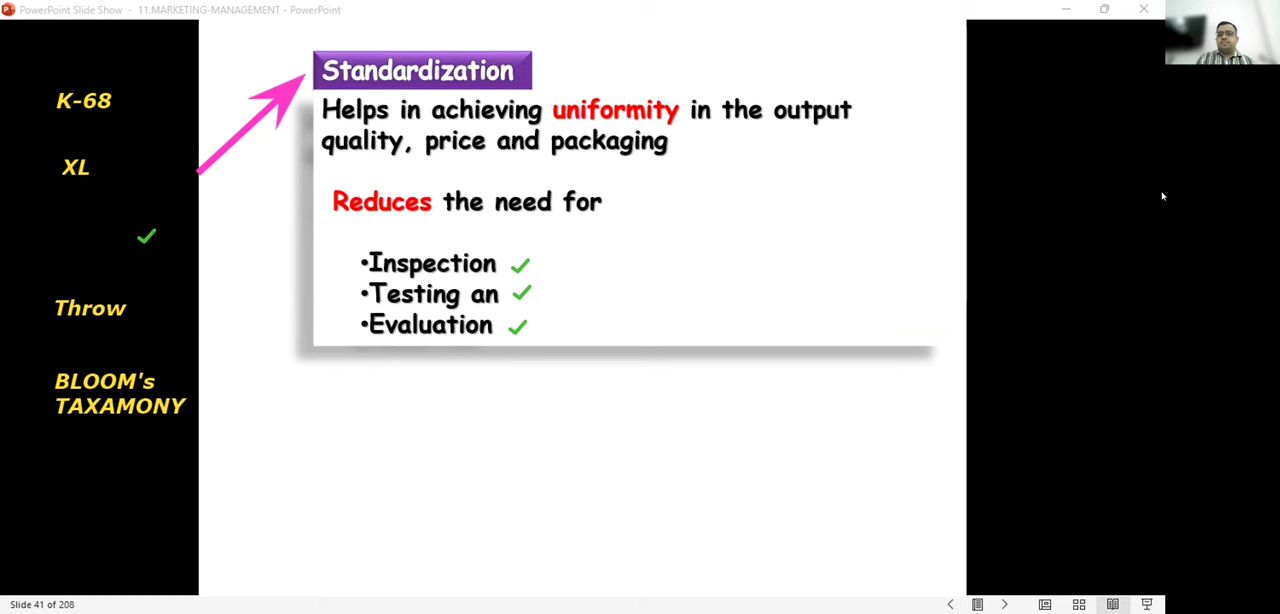 PowerPoint Slide Show - 11.MARKETING-MANAGEMENT - PowerPoint
K-68
XL
Throw
BLOOM's
TAXAMONY
Standardization
Helps in achieving uniformity in the output
quality, price and packaging
Reduces the need for
•Inspection
•Testing an
•Evaluation
Slide 41 of 208